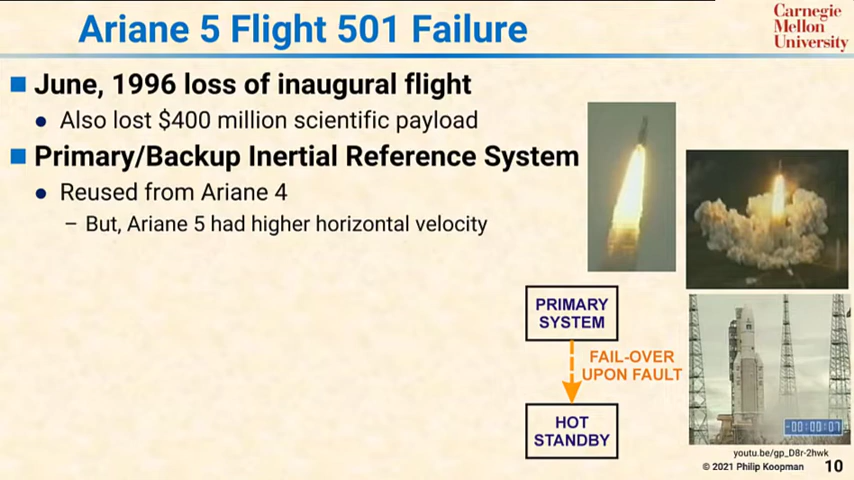 Ariane 5 Flight 501 Failure
Carnegie
Mellon
University
June, 1996 loss of inaugural flight
Also lost $400 million scientific payload
Primary/Backup Inertial Reference System
Reused from Ariane 4
– But, Ariane 5 had higher horizontal velocity
PRIMARY
SYSTEM
FAIL-OVER
UPON FAULT
HOT
STANDBY
-00:00:07
youtu.be/gp_D8r-2hwk
© 2021 Philip Koopman 10